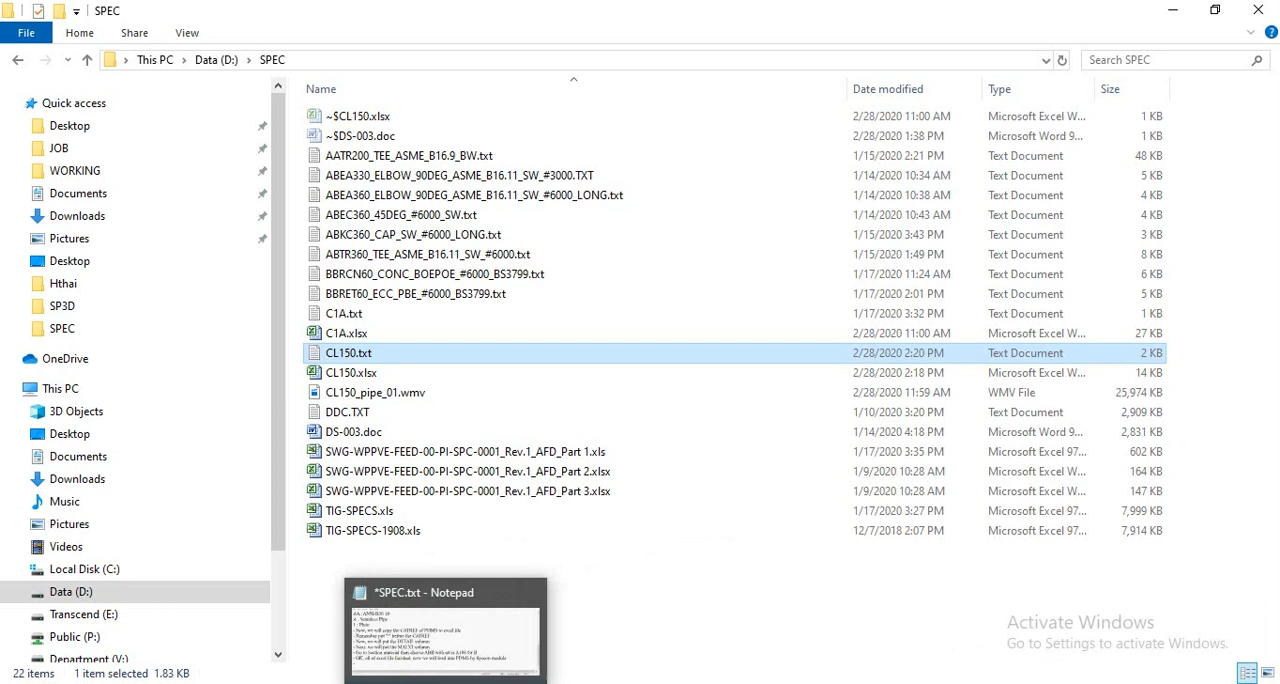 SPEC
File Home Share View
This PC Data (D:) SPEC
Search SPEC
Name Date modified Type Size
Quick access
Desktop
JOB
WORKING
Documents
Downloads
Pictures
Desktop
Hthai
SP3D
SPEC
OneDrive
This PC
3D Objects
Desktop
Documents
Downloads
Music
Pictures
Videos
Local Disk (C:)
Data (D:)
Transcend (E:)
Public (P:)
Department (V:)
~$CL150.xlsx 2/28/2020 11:00 AM Microsoft Excel W... 1 KB
~$DS-003.doc 2/28/2020 1:38 PM Microsoft Word 9... 1 KB
AATR200_TEE_ASME_B16.9_BW.txt 1/15/2020 2:21 PM Text Document 48 KB
ABEA330_ELBOW_90DEG_ASME_B16.11_SW_#3000.TXT 1/14/2020 10:34 AM Text Document 5 KB
ABEA360_ELBOW_90DEG_ASME_B16.11_SW_#6000_LONG.txt 1/14/2020 10:38 AM Text Document 4 KB
ABEC360_45DEG_#6000_SW.txt 1/14/2020 10:43 AM Text Document 4 KB
ABKC360_CAP_SW_#6000_LONG.txt 1/15/2020 3:43 PM Text Document 3 KB
ABTR360_TEE_ASME_B16.11_SW_#6000.txt 1/15/2020 1:49 PM Text Document 8 KB
BBRCN60_CONC_BOEPOE_#6000_BS3799.txt 1/17/2020 11:24 AM Text Document 6 KB
BBRET60_ECC_PBE_#6000_BS3799.txt 1/17/2020 2:01 PM Text Document 5 KB
C1A.txt 1/17/2020 3:32 PM Text Document 1 KB
C1A.xlsx 2/28/2020 11:00 AM Microsoft Excel W... 27 KB
CL150.txt 2/28/2020 2:20 PM Text Document 2 KB
CL150.xlsx 2/28/2020 2:18 PM Microsoft Excel W... 14 KB
CL150_pipe_01.wmv 2/28/2020 11:59 AM WMV File 25,974 KB
DDC.TXT 1/10/2020 3:20 PM Text Document 2,909 KB
DS-003.doc 1/14/2020 4:18 PM Microsoft Word 9... 2,831 KB
SWG-WPPVE-FEED-00-PI-SPC-0001_Rev.1_AFD_Part 1.xls 1/17/2020 3:35 PM Microsoft Excel 97... 602 KB
SWG-WPPVE-FEED-00-PI-SPC-0001_Rev.1_AFD_Part 2.xlsx 1/9/2020 10:28 AM Microsoft Excel W... 164 KB
SWG-WPPVE-FEED-00-PI-SPC-0001_Rev.1_AFD_Part 3.xlsx 1/9/2020 10:28 AM Microsoft Excel W... 147 KB
TIG-SPECS.xls 1/17/2020 3:27 PM Microsoft Excel 97... 7,999 KB
TIG-SPECS-1908.xls 12/7/2018 2:07 PM Microsoft Excel 97... 7,914 KB
*SPEC.txt - Notepad
Activate Windows
Go to Settings to activate Windows.
22 items 1 item selected 1.83 KB